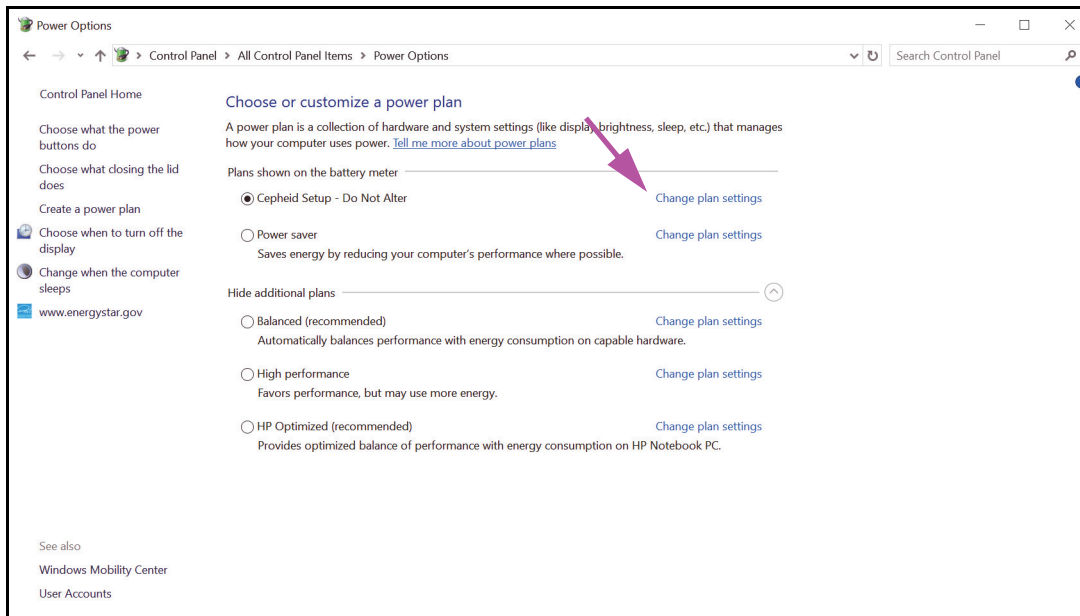 Power Options
Control Panel > All Control Panel Items > Power Options
Search Control Panel
Control Panel Home
Choose what the power
buttons do
Choose what closing the lid
does
Create a power plan
Choose when to turn off the
display
Change when the computer
sleeps
www.energystar.gov
Choose or customize a power plan
A power plan is a collection of hardware and system settings (like display brightness, sleep, etc.) that manages
how your computer uses power. Tell me more about power plans
Plans shown on the battery meter
Cepheid Setup - Do Not Alter Change plan settings
Power saver Change plan settings
Saves energy by reducing your computer's performance where possible.
Hide additional plans
Balanced (recommended) Change plan settings
Automatically balances performance with energy consumption on capable hardware.
High performance Change plan settings
Favors performance, but may use more energy.
HP Optimized (recommended) Change plan settings
Provides optimized balance of performance with energy consumption on HP Notebook PC.
See also
Windows Mobility Center
User Accounts